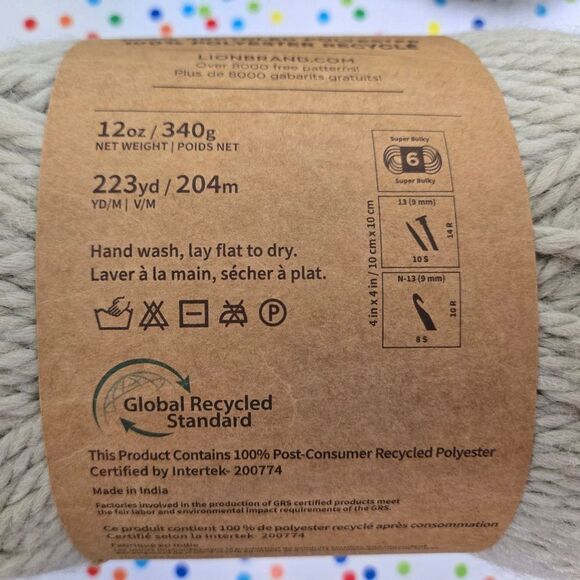 100% POLYESTER RECYCLÉ
LIONBRAND.COM
Over 8000 free patterns!
Plus de 8000 gabarits gratuits!
12oz / 340g
NET WEIGHT | POIDS NET
223yd / 204m
YD/M | V/M
Hand wash, lay flat to dry.
Laver à la main, sécher à plat.
P
Super Bulky
6
Super Bulky
4 in x 4 in / 10 cm x 10 cm
13 (9 mm)
14 R
10 S
N-13 (9 mm)
10 R
8 S
Global Recycled
Standard
This Product Contains 100% Post-Consumer Recycled Polyester
Certified by Intertek- 200774
Made in India
Factories involved in the production of GRS certified products meet
the fair labor and environmental impact requirements of the GRS.
Ce produit contient 100 % de polyester recyclé après consommation
Certifié selon la Intertek- 200774
Fabriqué en Inde